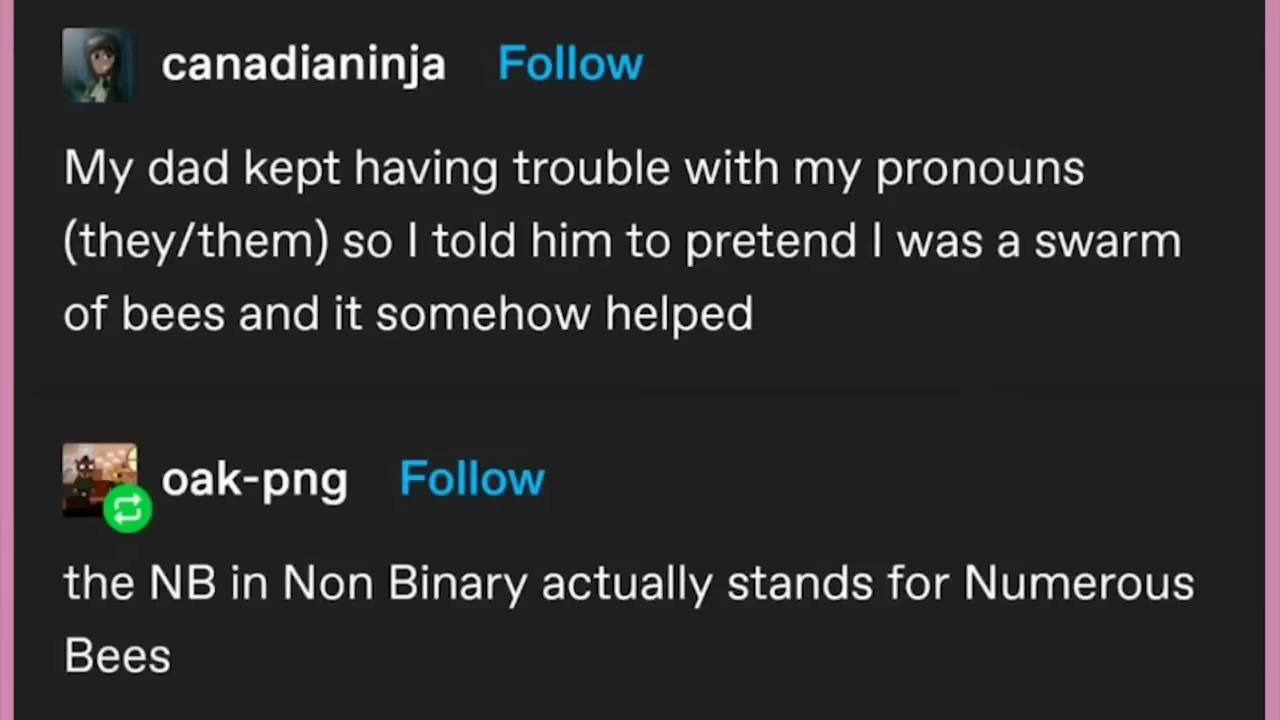 canadianinja Follow
My dad kept having trouble with my pronouns
(they/them) so I told him to pretend I was a swarm
of bees and it somehow helped
oak-png Follow
the NB in Non Binary actually stands for Numerous
Bees